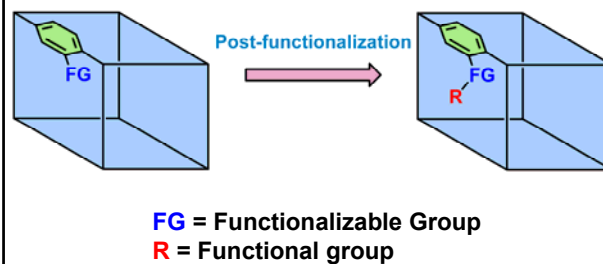 Post-functionalization
FG
FG
R
FG = Functionalizable Group
R = Functional group